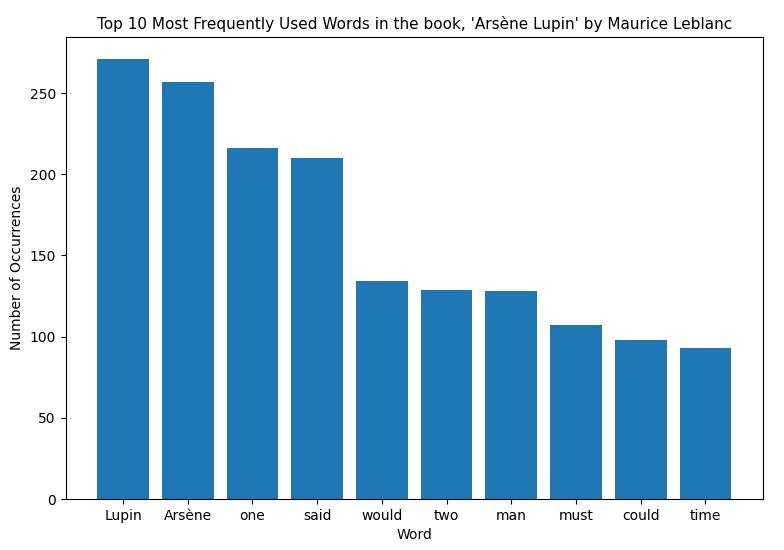 Top 10 Most Frequently Used Words in the book, 'Arsène Lupin' by Maurice Leblanc
Number of Occurrences
250
200
150
100
50
0
Lupin Arsène one said would two man must could time
Word